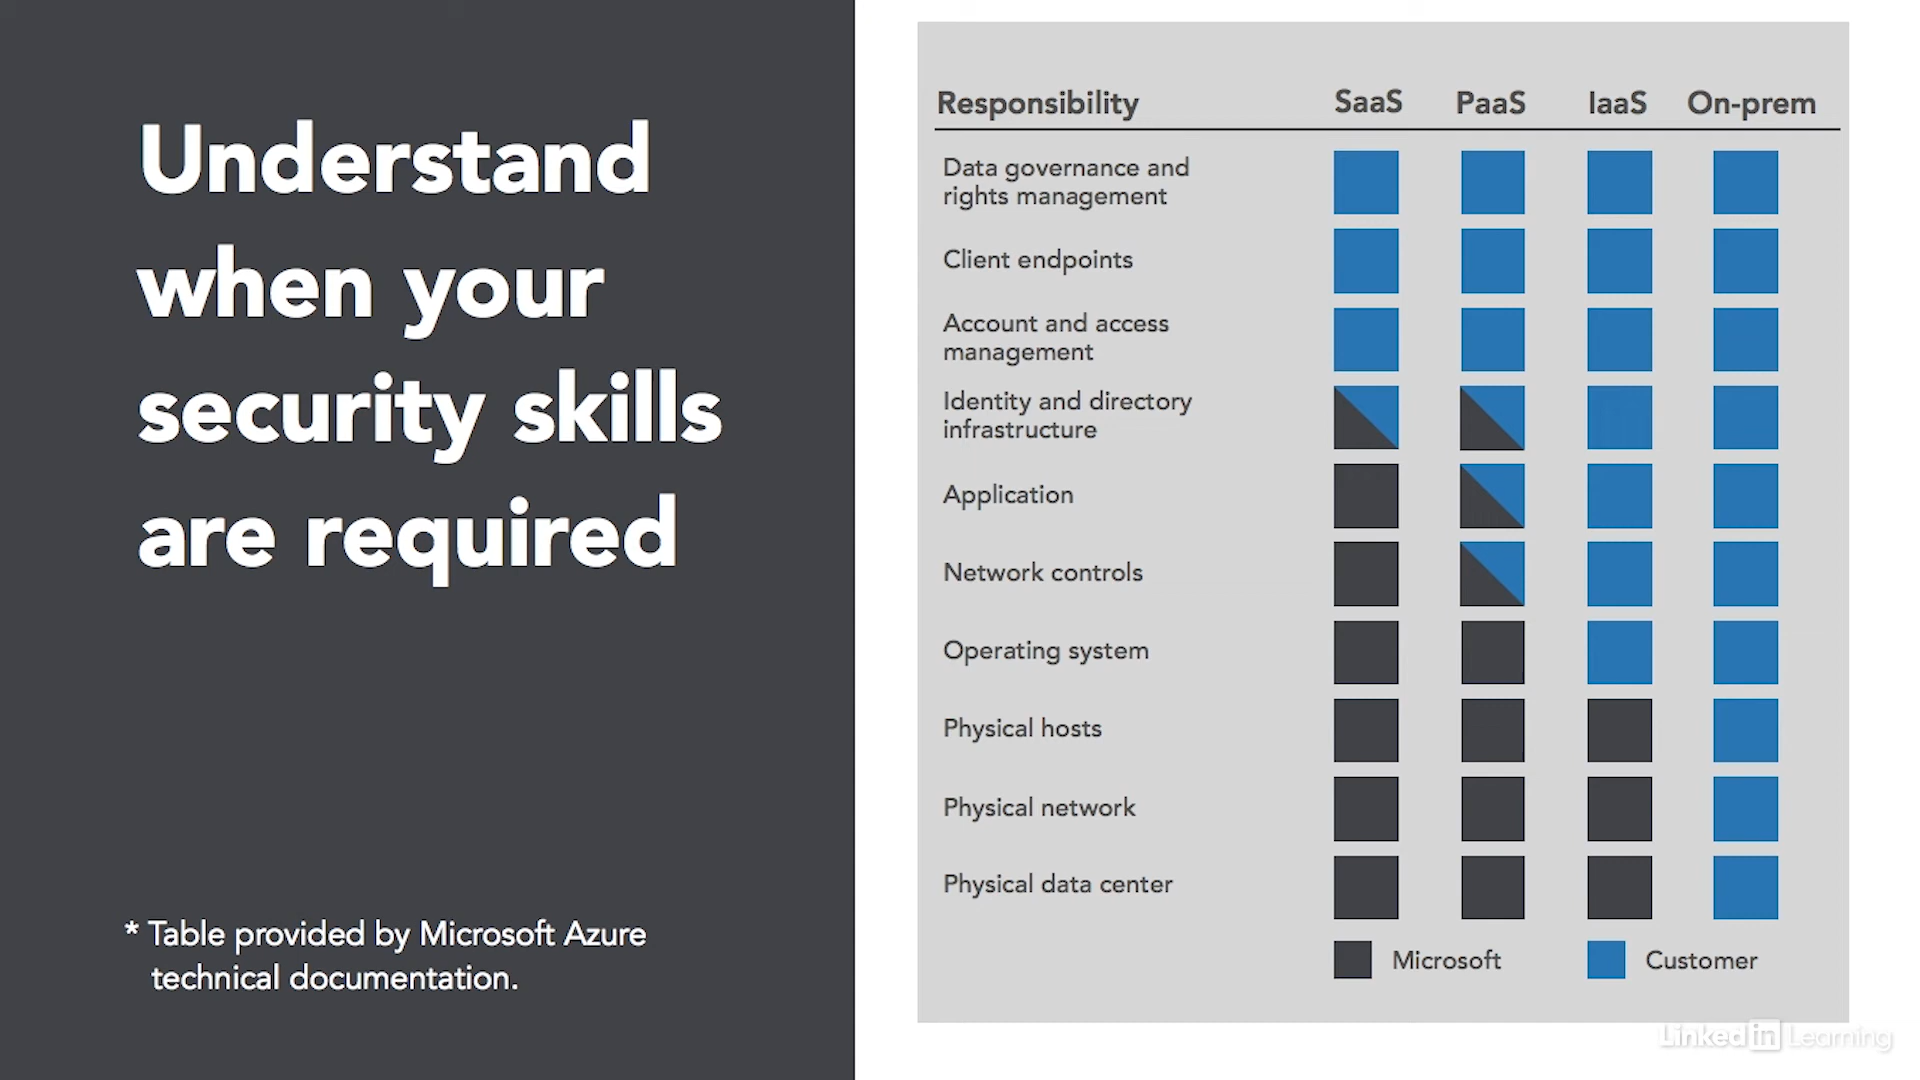 Understand
when your
security skills
are required
* Table provided by Microsoft Azure
technical documentation.
Responsibility SaaS PaaS IaaS On-prem
Data governance and
rights management
Client endpoints
Account and access
management
Identity and directory
infrastructure
Application
Network controls
Operating system
Physical hosts
Physical network
Physical data center
Microsoft Customer
LinkedIn Learning